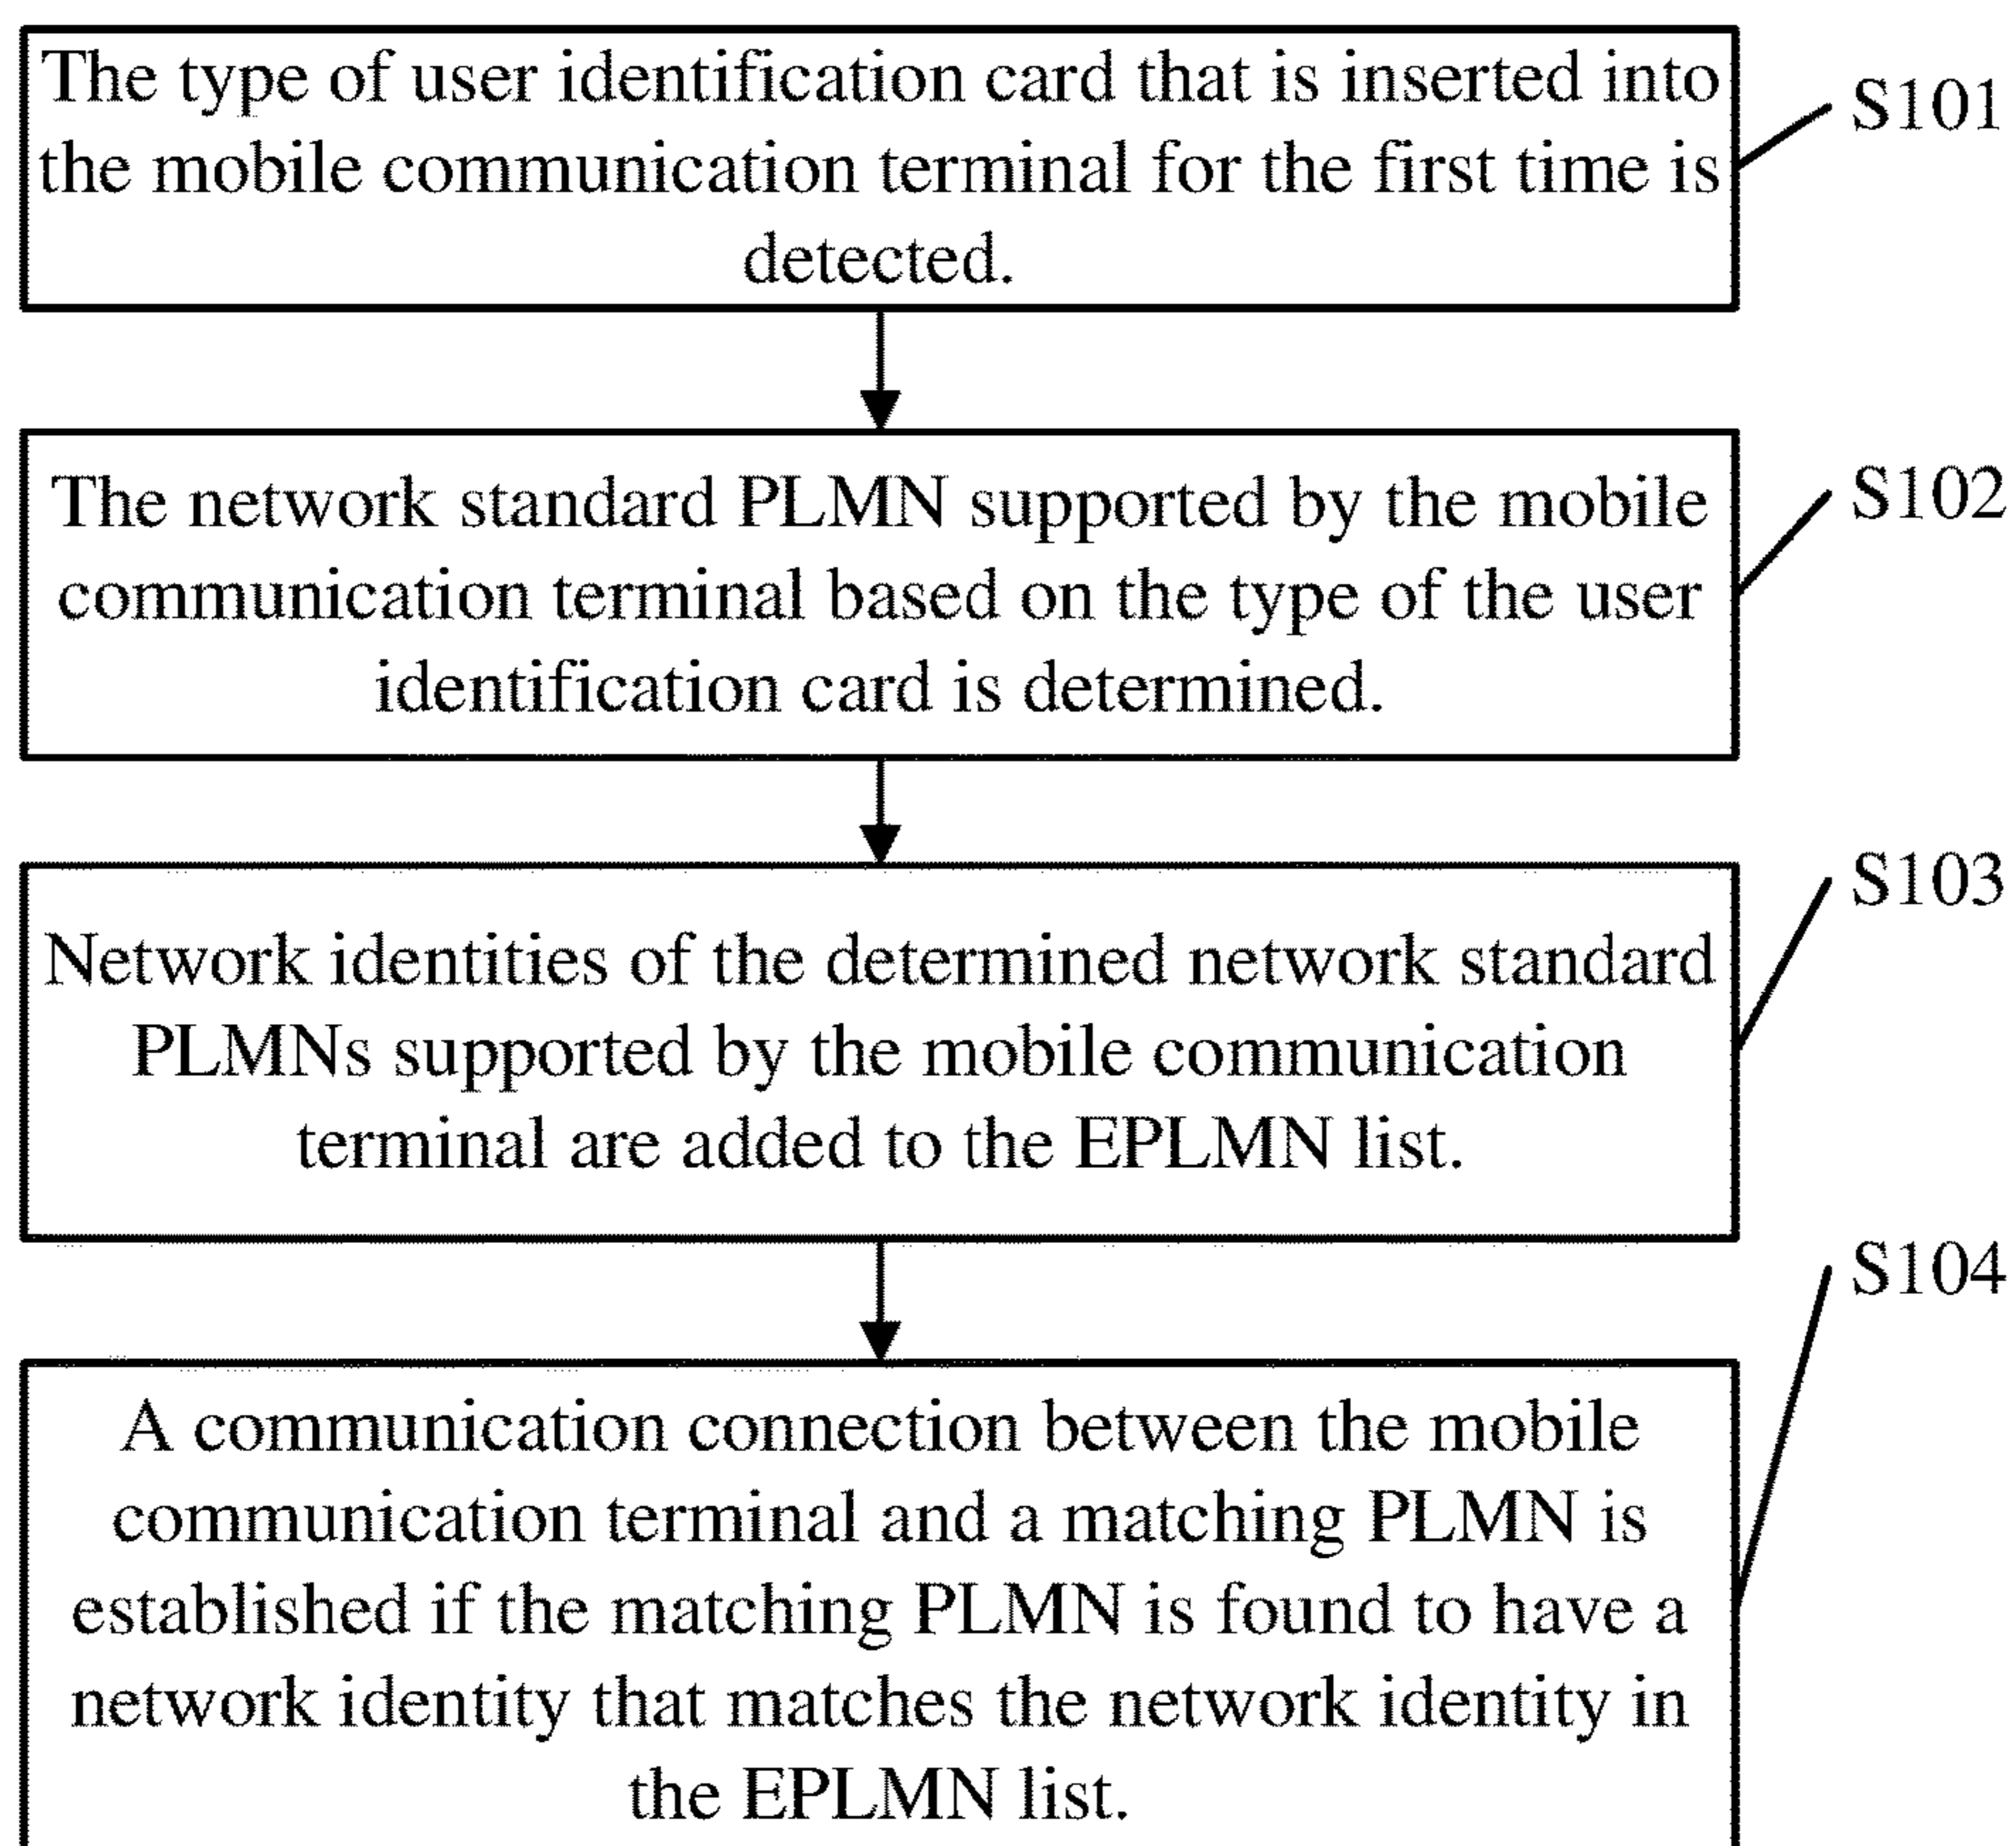 The type of user identification card that is inserted into
the mobile communication terminal for the first time is
detected.
S101
The network standard PLMN supported by the mobile
communication terminal based on the type of the user
identification card is determined.
S102
Network identities of the determined network standard
PLMNs supported by the mobile communication
terminal are added to the EPLMN list.
S103
A communication connection between the mobile
communication terminal and a matching PLMN is
established if the matching PLMN is found to have a
network identity that matches the network identity in
the EPLMN list.
S104